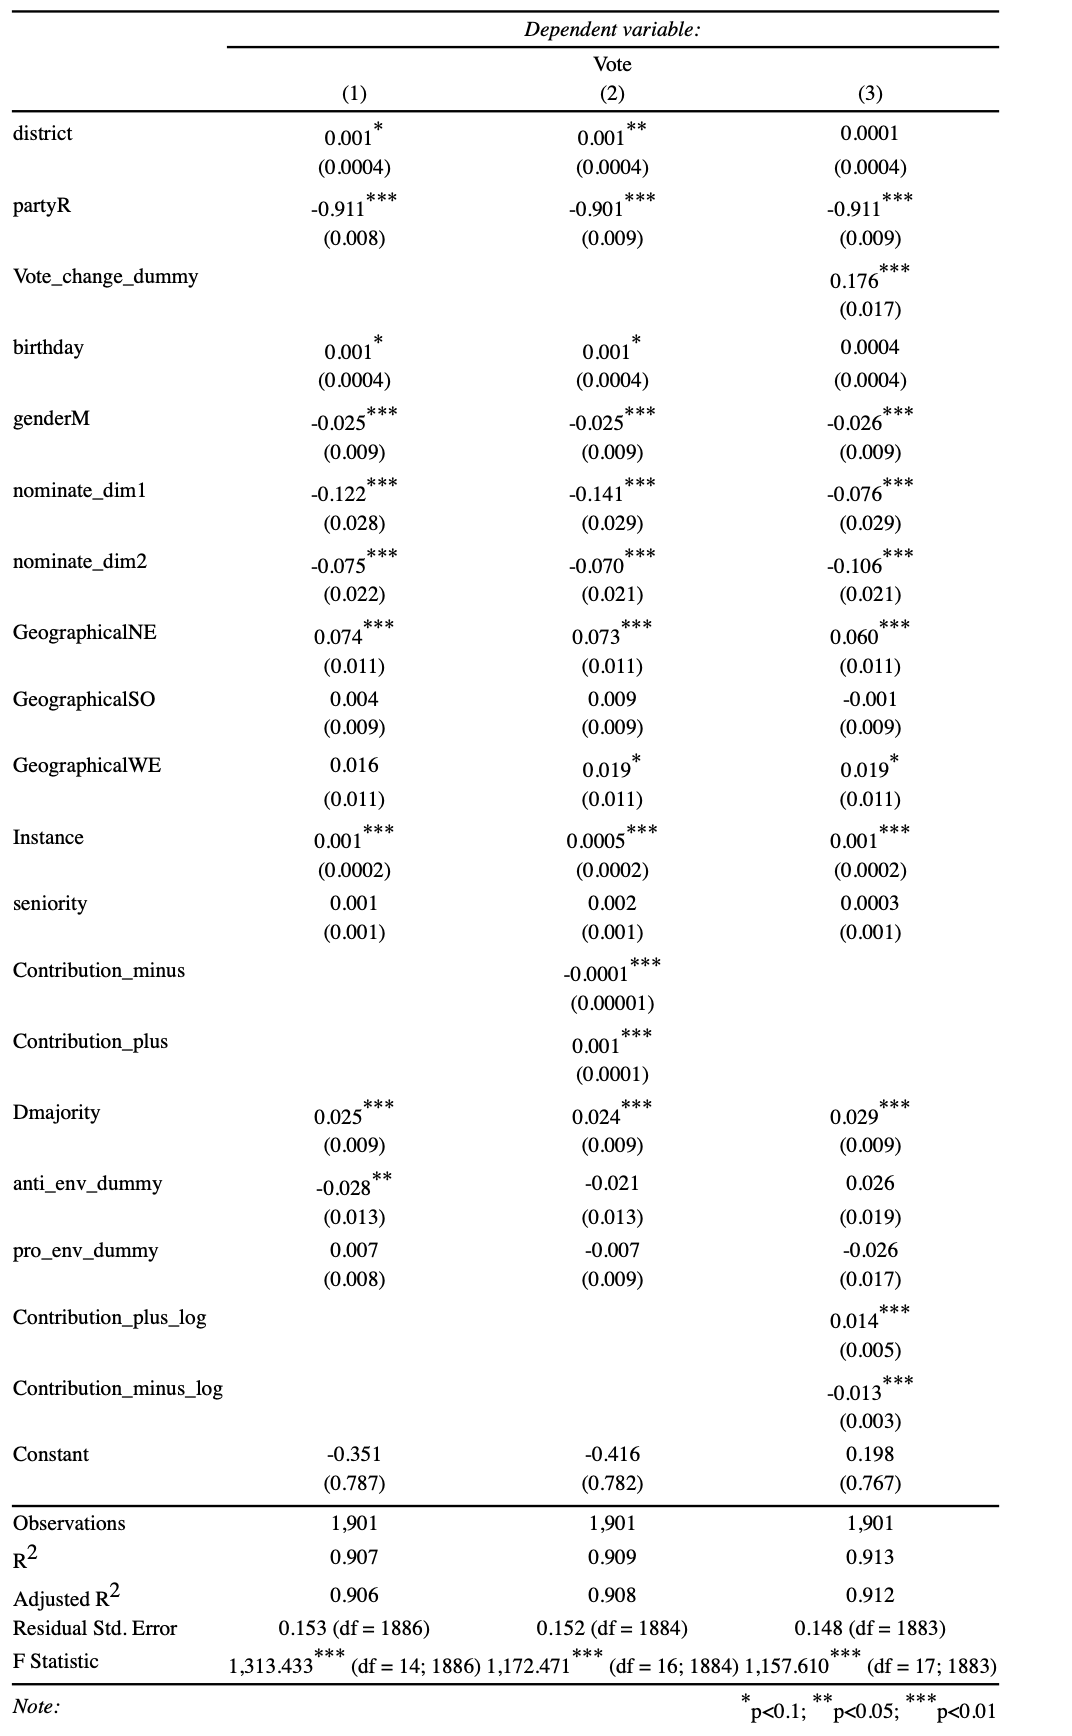 Dependent variable:
Vote
(1) (2) (3)
district 0.001* 0.001** 0.0001
(0.0004) (0.0004) (0.0004)
partyR -0.911*** -0.901*** -0.911***
(0.008) (0.009) (0.009)
Vote_change_dummy 0.176***
(0.017)
birthday 0.001* 0.001* 0.0004
(0.0004) (0.0004) (0.0004)
genderM -0.025*** -0.025*** -0.026***
(0.009) (0.009) (0.009)
nominate_dim1 -0.122*** -0.141*** -0.076***
(0.028) (0.029) (0.029)
nominate_dim2 -0.075*** -0.070*** -0.106***
(0.022) (0.021) (0.021)
GeographicalNE 0.074*** 0.073*** 0.060***
(0.011) (0.011) (0.011)
GeographicalSO 0.004 0.009 -0.001
(0.009) (0.009) (0.009)
GeographicalWE 0.016 0.019* 0.019*
(0.011) (0.011) (0.011)
Instance 0.001*** 0.0005*** 0.001***
(0.0002) (0.0002) (0.0002)
seniority 0.001 0.002 0.0003
(0.001) (0.001) (0.001)
Contribution_minus -0.0001***
(0.00001)
Contribution_plus 0.001***
(0.0001)
Dmajority 0.025*** 0.024*** 0.029***
(0.009) (0.009) (0.009)
anti_env_dummy -0.028** -0.021 0.026
(0.013) (0.013) (0.019)
pro_env_dummy 0.007 -0.007 -0.026
(0.008) (0.009) (0.017)
Contribution_plus_log 0.014***
(0.005)
Contribution_minus_log -0.013***
(0.003)
Constant -0.351 -0.416 0.198
(0.787) (0.782) (0.767)
Observations 1,901 1,901 1,901
R2 0.907 0.909 0.913
Adjusted R2 0.906 0.908 0.912
Residual Std. Error 0.153 (df = 1886) 0.152 (df = 1884) 0.148 (df = 1883)
F Statistic 1,313.433*** (df = 14; 1886) 1,172.471*** (df = 16; 1884) 1,157.610*** (df = 17; 1883)
Note: *p<0.1; **p<0.05; ***p<0.01